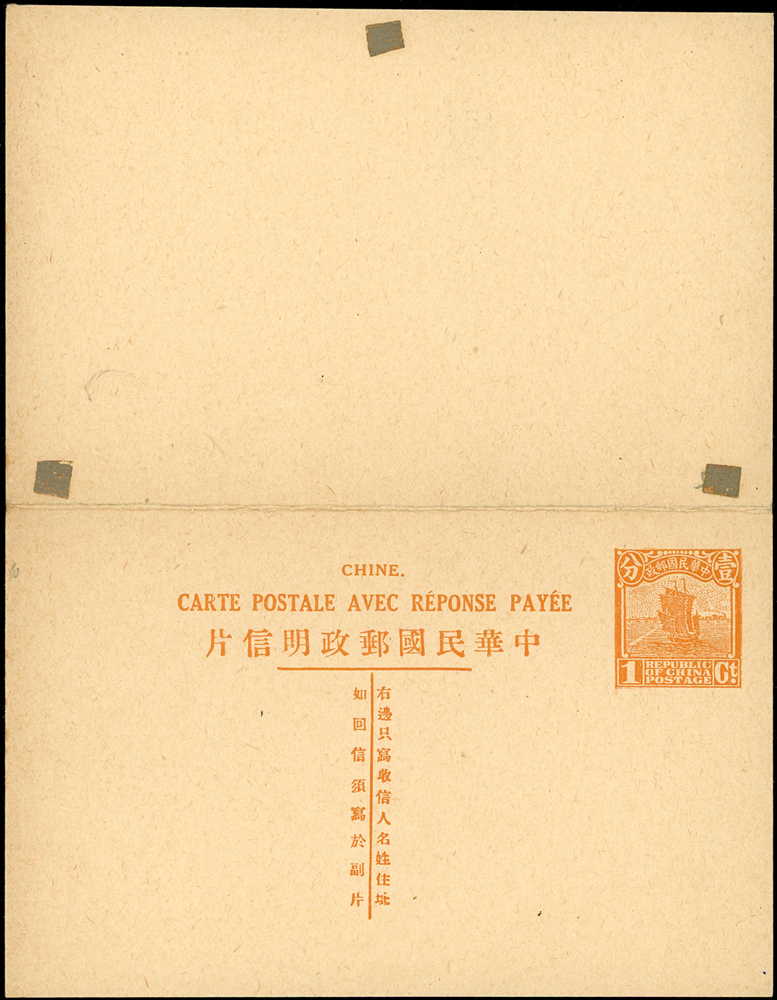 CHINE.
CARTE POSTALE AVEC RÉPONSE PAYÉE
中華民國郵政明信片
右邊只寫收信人名姓住址
如回信須寫於副片
中華民國郵政
壹
分
1
REPUBLIC
OF CHINA
POSTAGE
Ct.